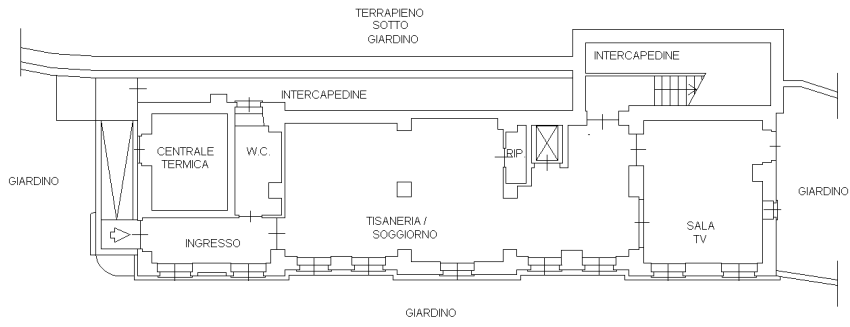 TERRAPIENO
SOTTO
GIARDINO
INTERCAPEDINE
INTERCAPEDINE
CENTRALE
TERMICA
W.C.
RIP.
GIARDINO
GIARDINO
TISANERIA /
SOGGIORNO
SALA
TV
INGRESSO
GIARDINO